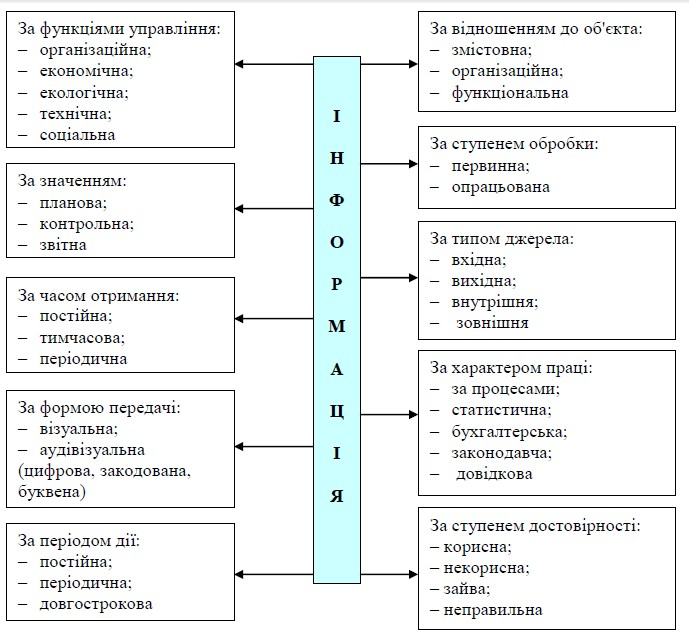 За функціями управління:
– організаційна;
– економічна;
– екологічна;
– технічна;
– соціальна
За значенням:
– планова;
– контрольна;
– звітна
За часом отримання:
– постійна;
– тимчасова;
– періодична
За формою передачі:
– візуальна;
– аудівізуальна
(цифрова, закодована,
буквена)
За періодом дії:
– постійна;
– періодична;
– довгострокова
І
Н
Ф
О
Р
М
А
Ц
І
Я
За відношенням до об'єкта:
– змістовна;
– організаційна;
– функціональна
За ступенем обробки:
– первинна;
– опрацьована
За типом джерела:
– вхідна;
– вихідна;
– внутрішня;
– зовнішня
За характером праці:
– за процесами;
– статистична;
– бухгалтерська;
– законодавча;
– довідкова
За ступенем достовірності:
– корисна;
– некорисна;
– зайва;
– неправильна